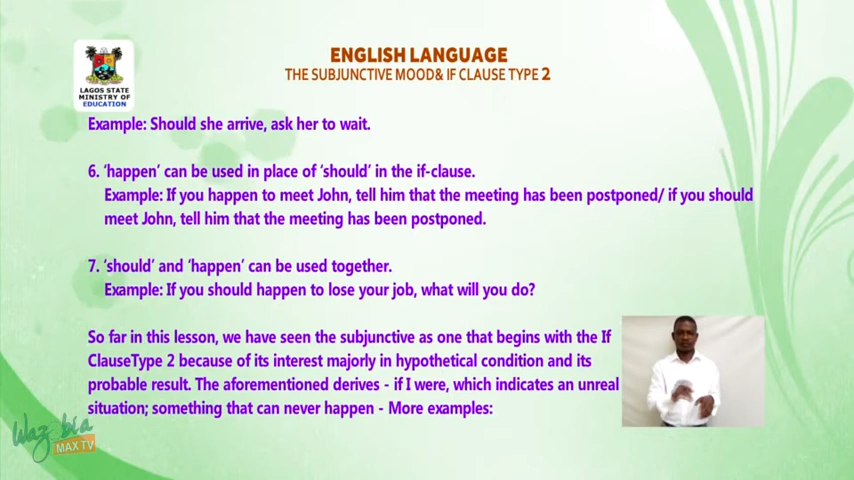 ENGLISH LANGUAGE
THE SUBJUNCTIVE MOOD& IF CLAUSE TYPE 2
LAGOS STATE
MINISTRY OF
EDUCATION
Example: Should she arrive, ask her to wait.
6. ‘happen’ can be used in place of ‘should’ in the if-clause.
Example: If you happen to meet John, tell him that the meeting has been postponed/ if you should
meet John, tell him that the meeting has been postponed.
7. ‘should’ and ‘happen’ can be used together.
Example: If you should happen to lose your job, what will you do?
So far in this lesson, we have seen the subjunctive as one that begins with the If
ClauseType 2 because of its interest majorly in hypothetical condition and its
probable result. The aforementioned derives - if I were, which indicates an unreal
situation; something that can never happen - More examples:
Wazobia
MAX TV